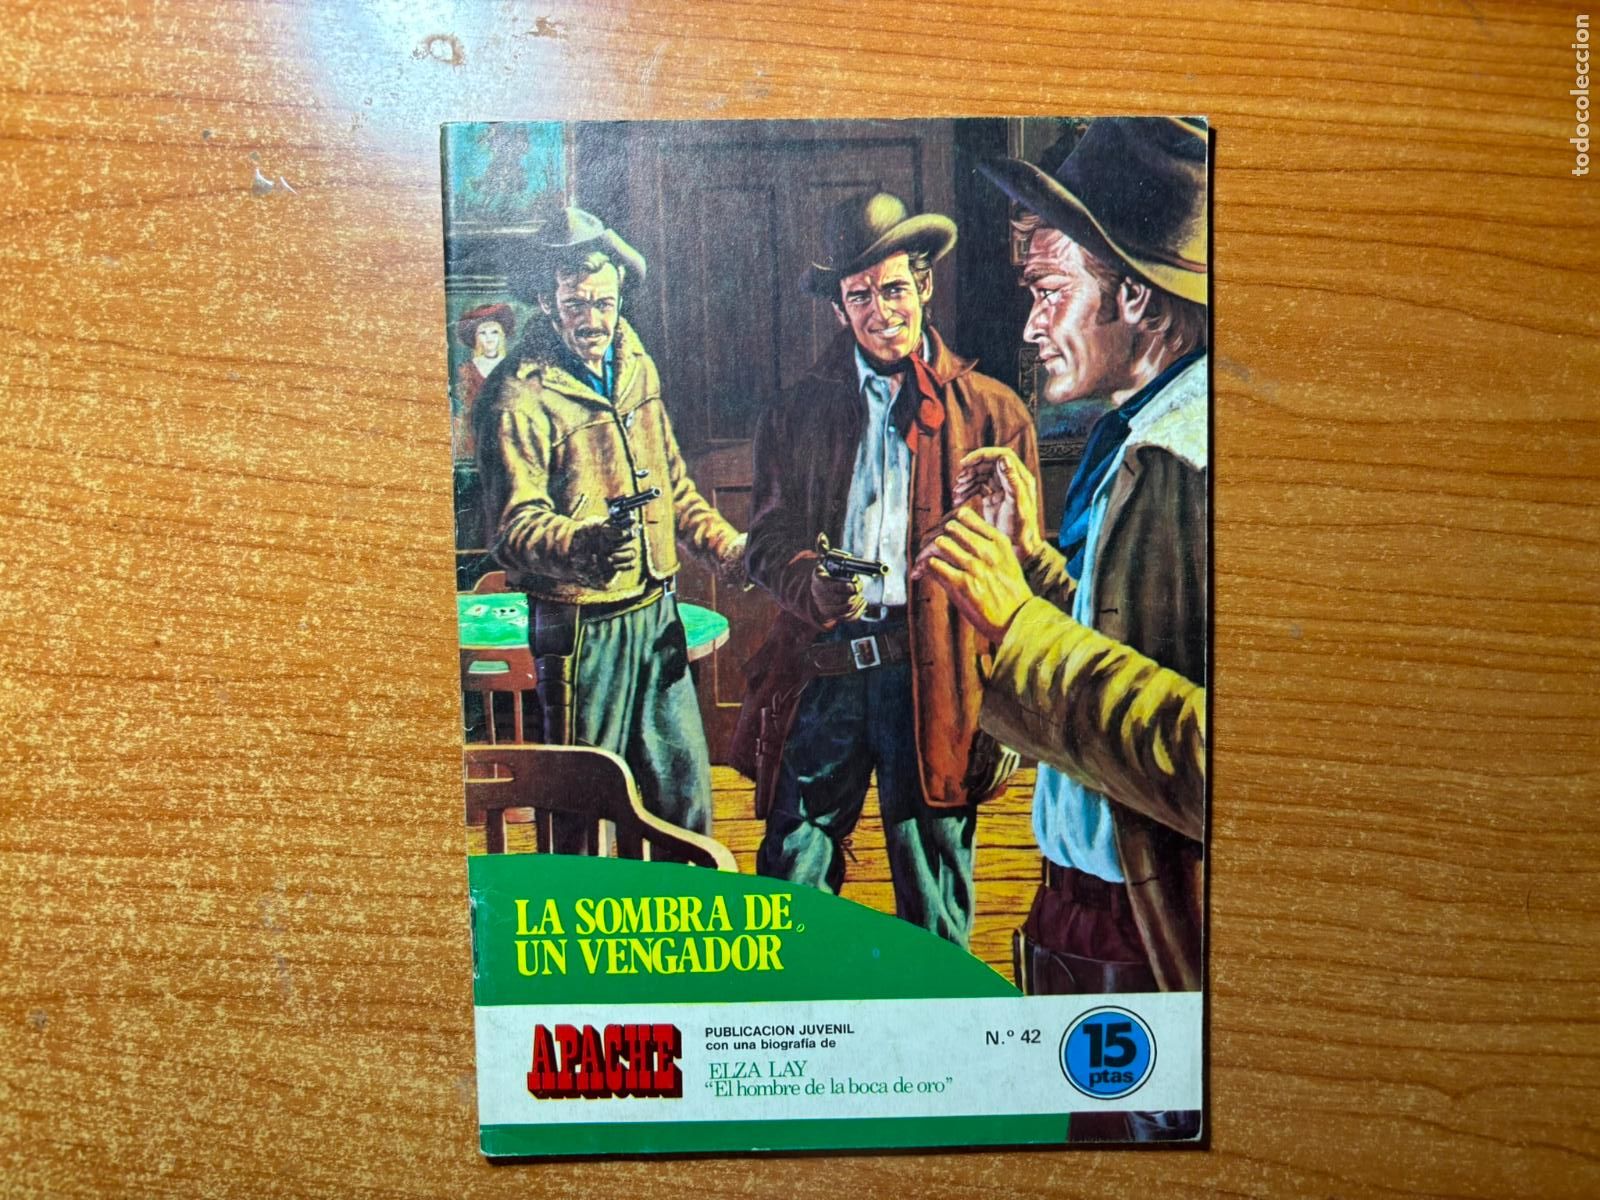 LA SOMBRA DE
UN VENGADOR
APACHE
PUBLICACION JUVENIL
con una biografía de
ELZA LAY
"El hombre de la boca de oro"
N.º 42
15
ptas
todocoleccion